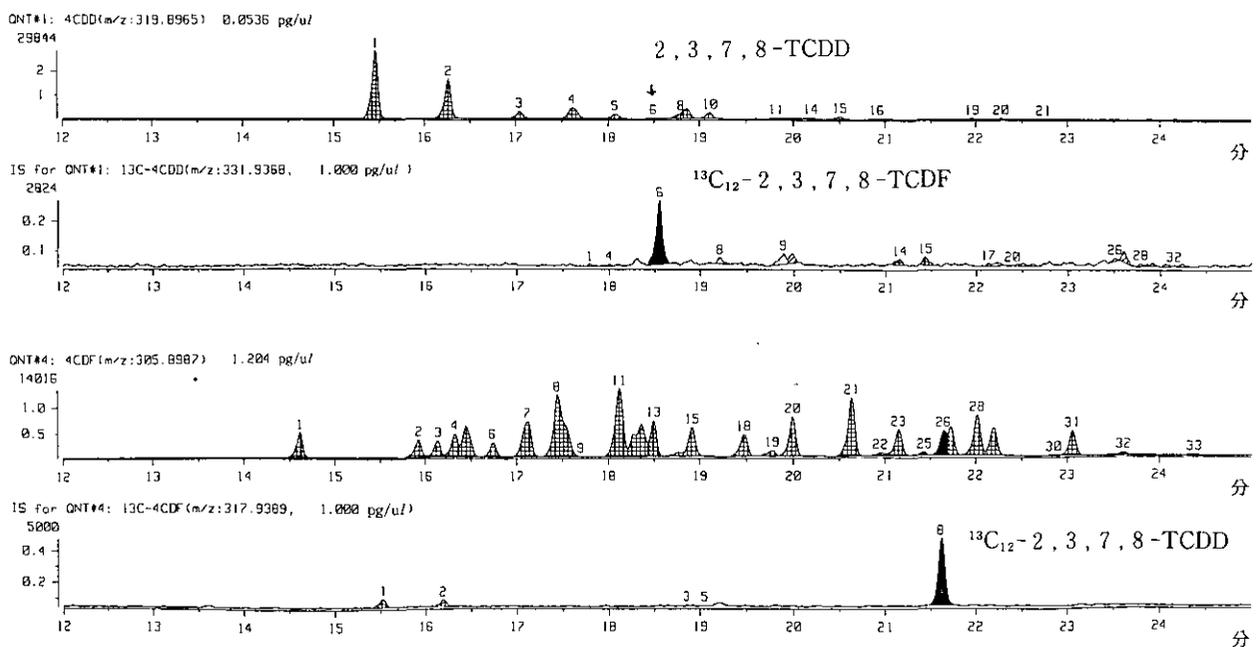 QNT#1: 4CDD(m/z:319.8965) 0.0536 pg/ul
29844
2,3,7,8-TCDD
2
1
1 2 3 4 5 6 8 10 11 14 15 16 19 20 21
12 13 14 15 16 17 18 19 20 21 22 23 24
分
IS for QNT#1: 13C-4CDD(m/z:331.9368, 1.000 pg/ul )
2824
¹³C₁₂-2,3,7,8-TCDF
0.2
0.1
1 4 6 8 9 14 15 17 20 26 28 32
12 13 14 15 16 17 18 19 20 21 22 23 24
分
QNT#4: 4CDF(m/z:305.8987) 1.204 pg/ul
14016
1.0
0.5
1 2 3 4 6 7 8 9 11 13 15 18 19 20 21 22 23 25 26 28 30 31 32 33
12 13 14 15 16 17 18 19 20 21 22 23 24
分
IS for QNT#4: 13C-4CDF(m/z:317.9389, 1.000 pg/ul)
5000
¹³C₁₂-2,3,7,8-TCDD
0.4
0.2
1 2 3 5 8
12 13 14 15 16 17 18 19 20 21 22 23 24
分